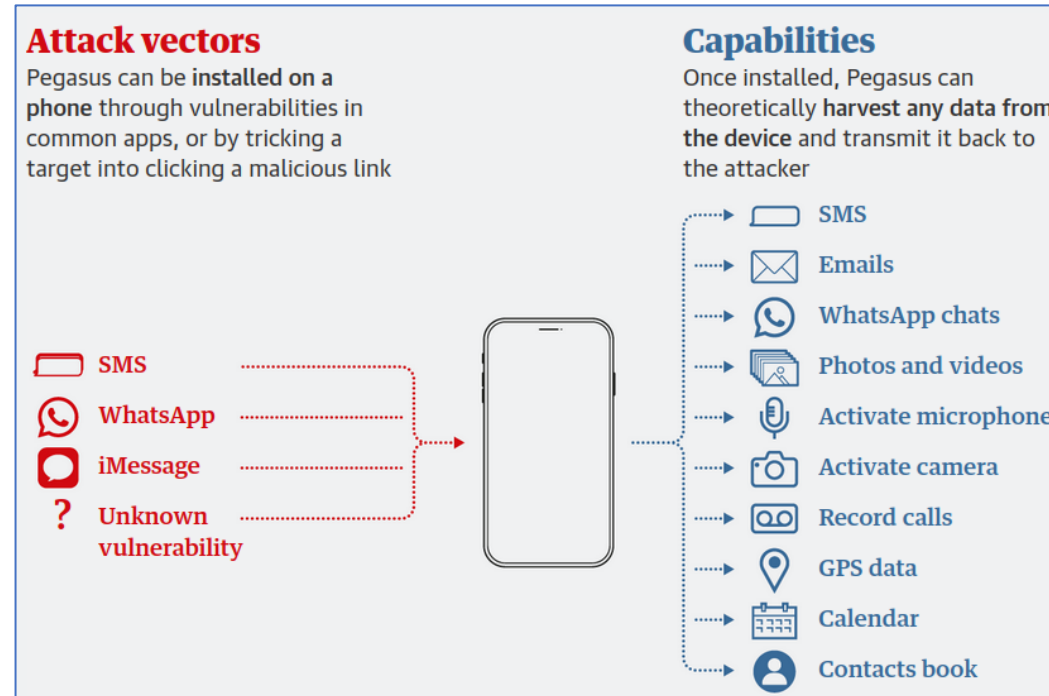 Attack vectors
Pegasus can be installed on a
phone through vulnerabilities in
common apps, or by tricking a
target into clicking a malicious link
SMS
WhatsApp
iMessage
? Unknown
vulnerability
Capabilities
Once installed, Pegasus can
theoretically harvest any data from
the device and transmit it back to
the attacker
SMS
Emails
WhatsApp chats
Photos and videos
Activate microphone
Activate camera
Record calls
GPS data
Calendar
Contacts book